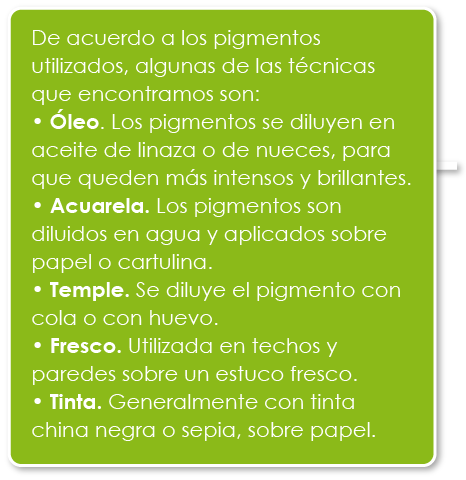 De acuerdo a los pigmentos
utilizados, algunas de las técnicas
que encontramos son:
• Óleo. Los pigmentos se diluyen en
aceite de linaza o de nueces, para
que queden más intensos y brillantes.
• Acuarela. Los pigmentos son
diluidos en agua y aplicados sobre
papel o cartulina.
• Temple. Se diluye el pigmento con
cola o con huevo.
• Fresco. Utilizada en techos y
paredes sobre un estuco fresco.
• Tinta. Generalmente con tinta
china negra o sepia, sobre papel.